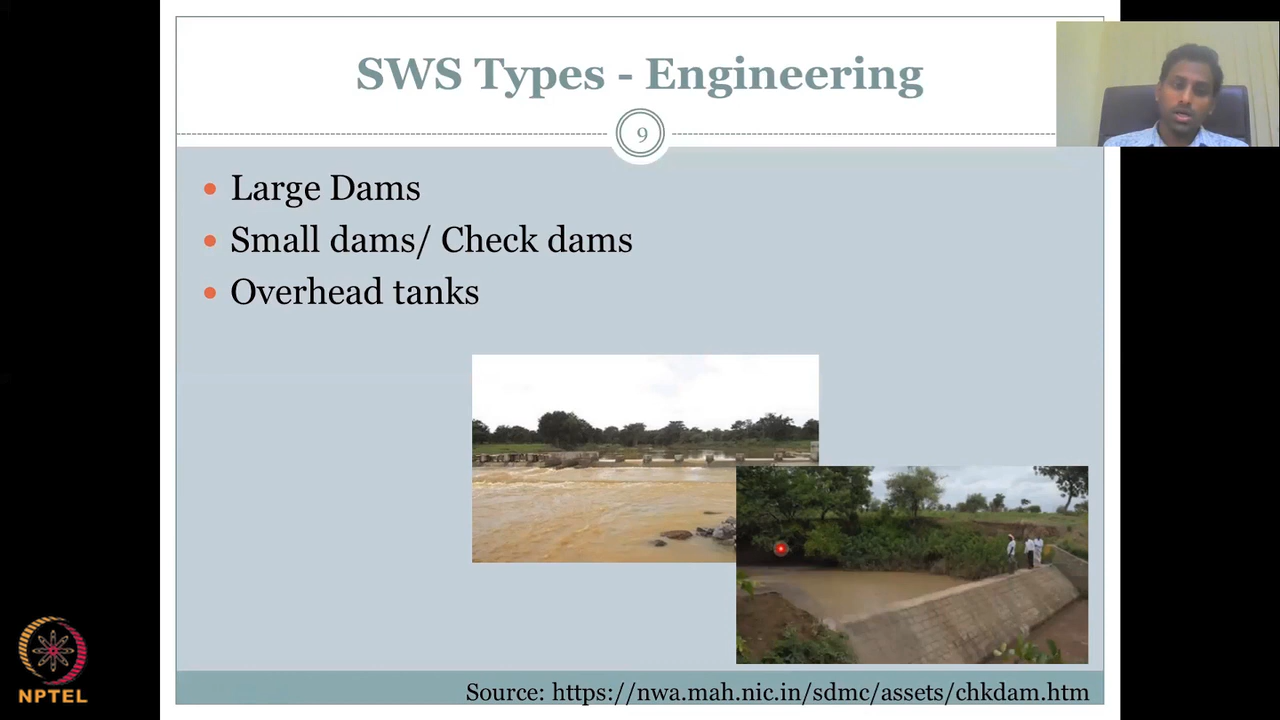 SWS Types - Engineering
9
Large Dams
Small dams/ Check dams
Overhead tanks
Source: https://nwa.mah.nic.in/sdmc/assets/chkdam.htm
NPTEL